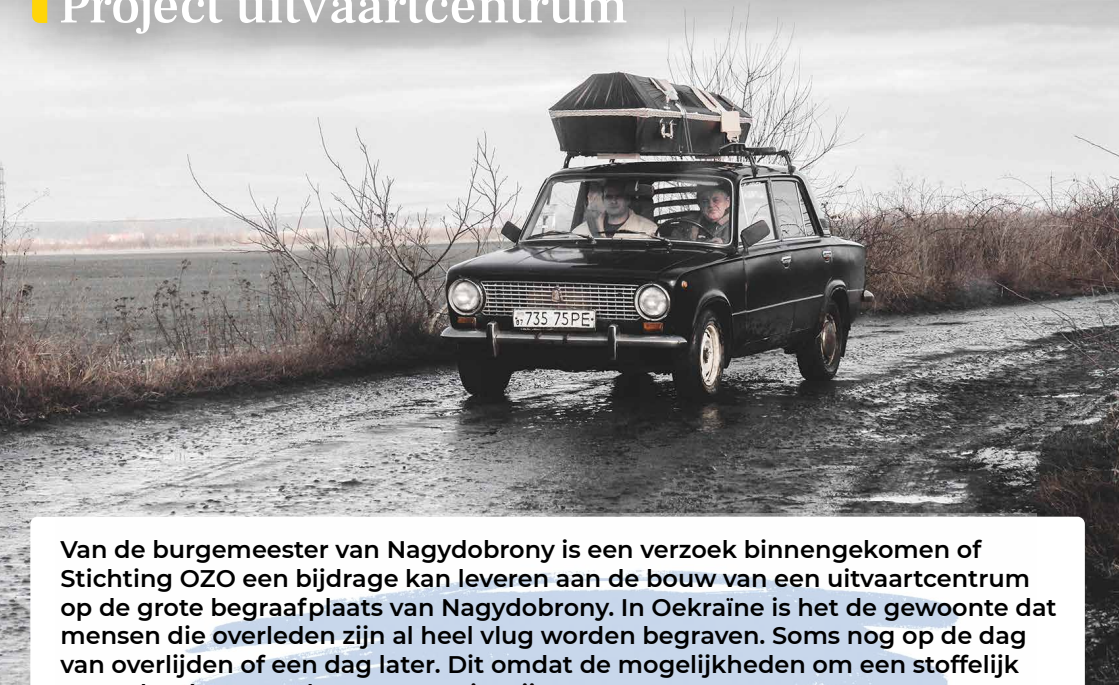 Project uitvaartcentrum
735 75РЕ
Van de burgemeester van Nagydobrony is een verzoek binnengekomen of
Stichting OZO een bijdrage kan leveren aan de bouw van een uitvaartcentrum
op de grote begraafplaats van Nagydobrony. In Oekraïne is het de gewoonte dat
mensen die overleden zijn al heel vlug worden begraven. Soms nog op de dag
van overlijden of een dag later. Dit omdat de mogelijkheden om een stoffelijk